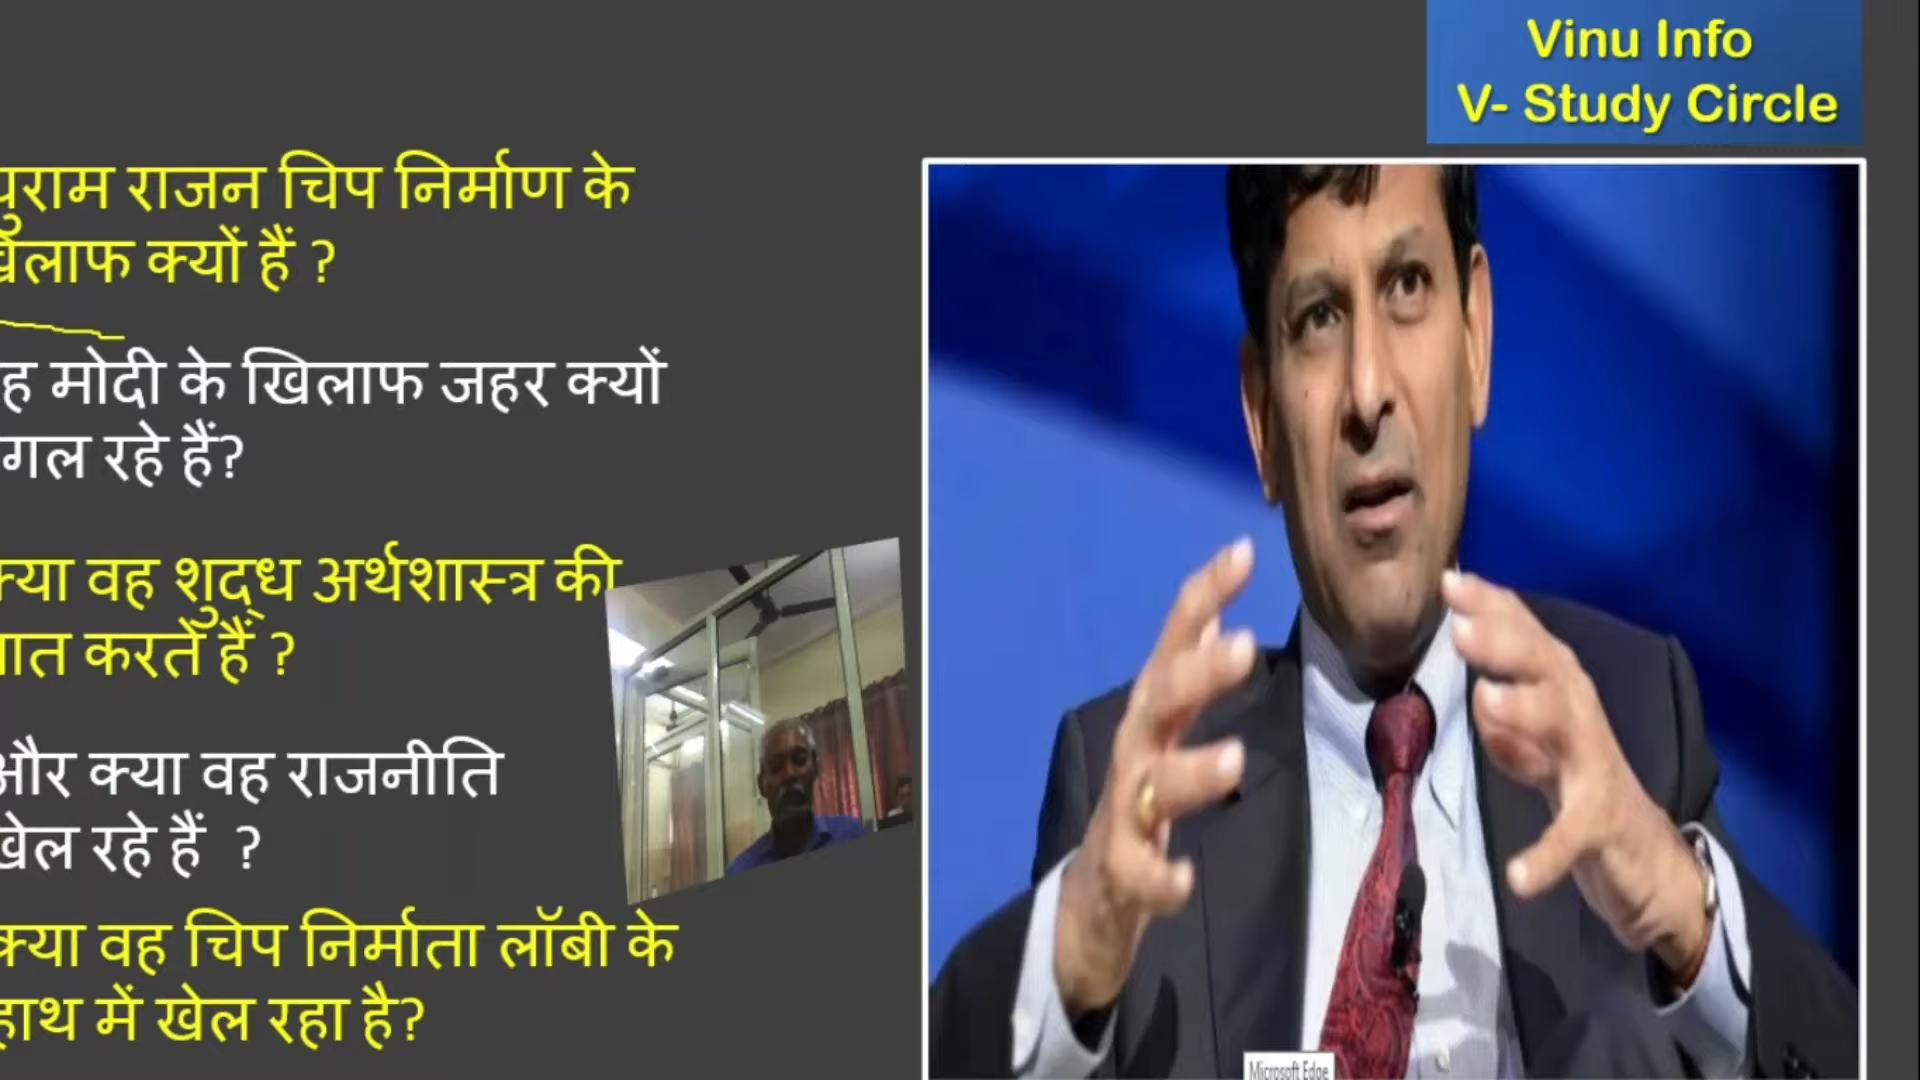 Vinu Info
V- Study Circle
राजन चिप निर्माण के
क्यों हैं ?
मोदी के खिलाफ जहर क्यों
रहे हैं?
वह शुद्ध अर्थशास्त्र की
करते हैं ?
और क्या वह राजनीति
खेल रहे हैं ?
क्या वह चिप निर्माता लॉबी के
हाथ में खेल रहा है?
Microsoft Edge